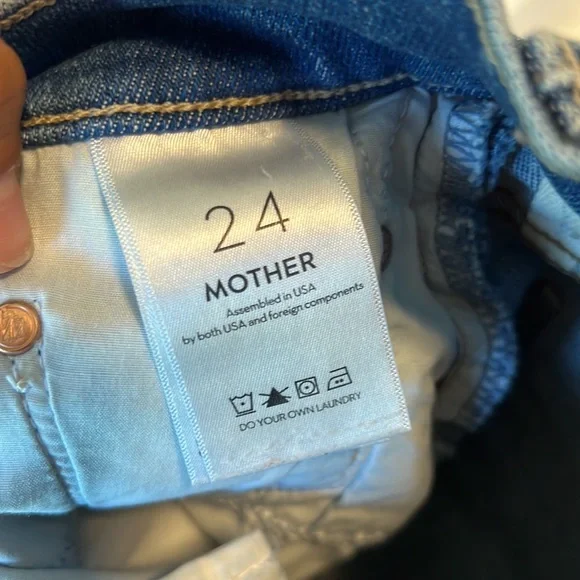 24
MOTHER
Assembled in USA
by both USA and foreign components
DO YOUR OWN LAUNDRY